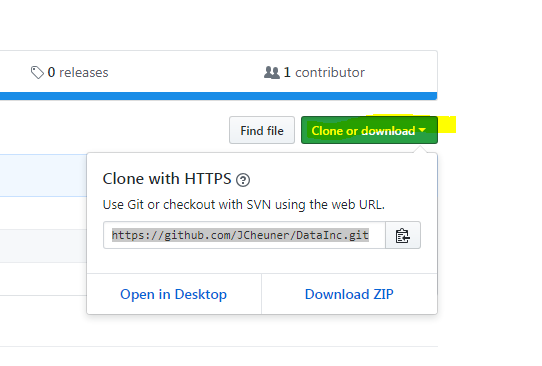 0 releases
1 contributor
Find file
Clone or download
Clone with HTTPS
Use Git or checkout with SVN using the web URL.
https://github.com/JCheuner/DataInc.git
Open in Desktop
Download ZIP